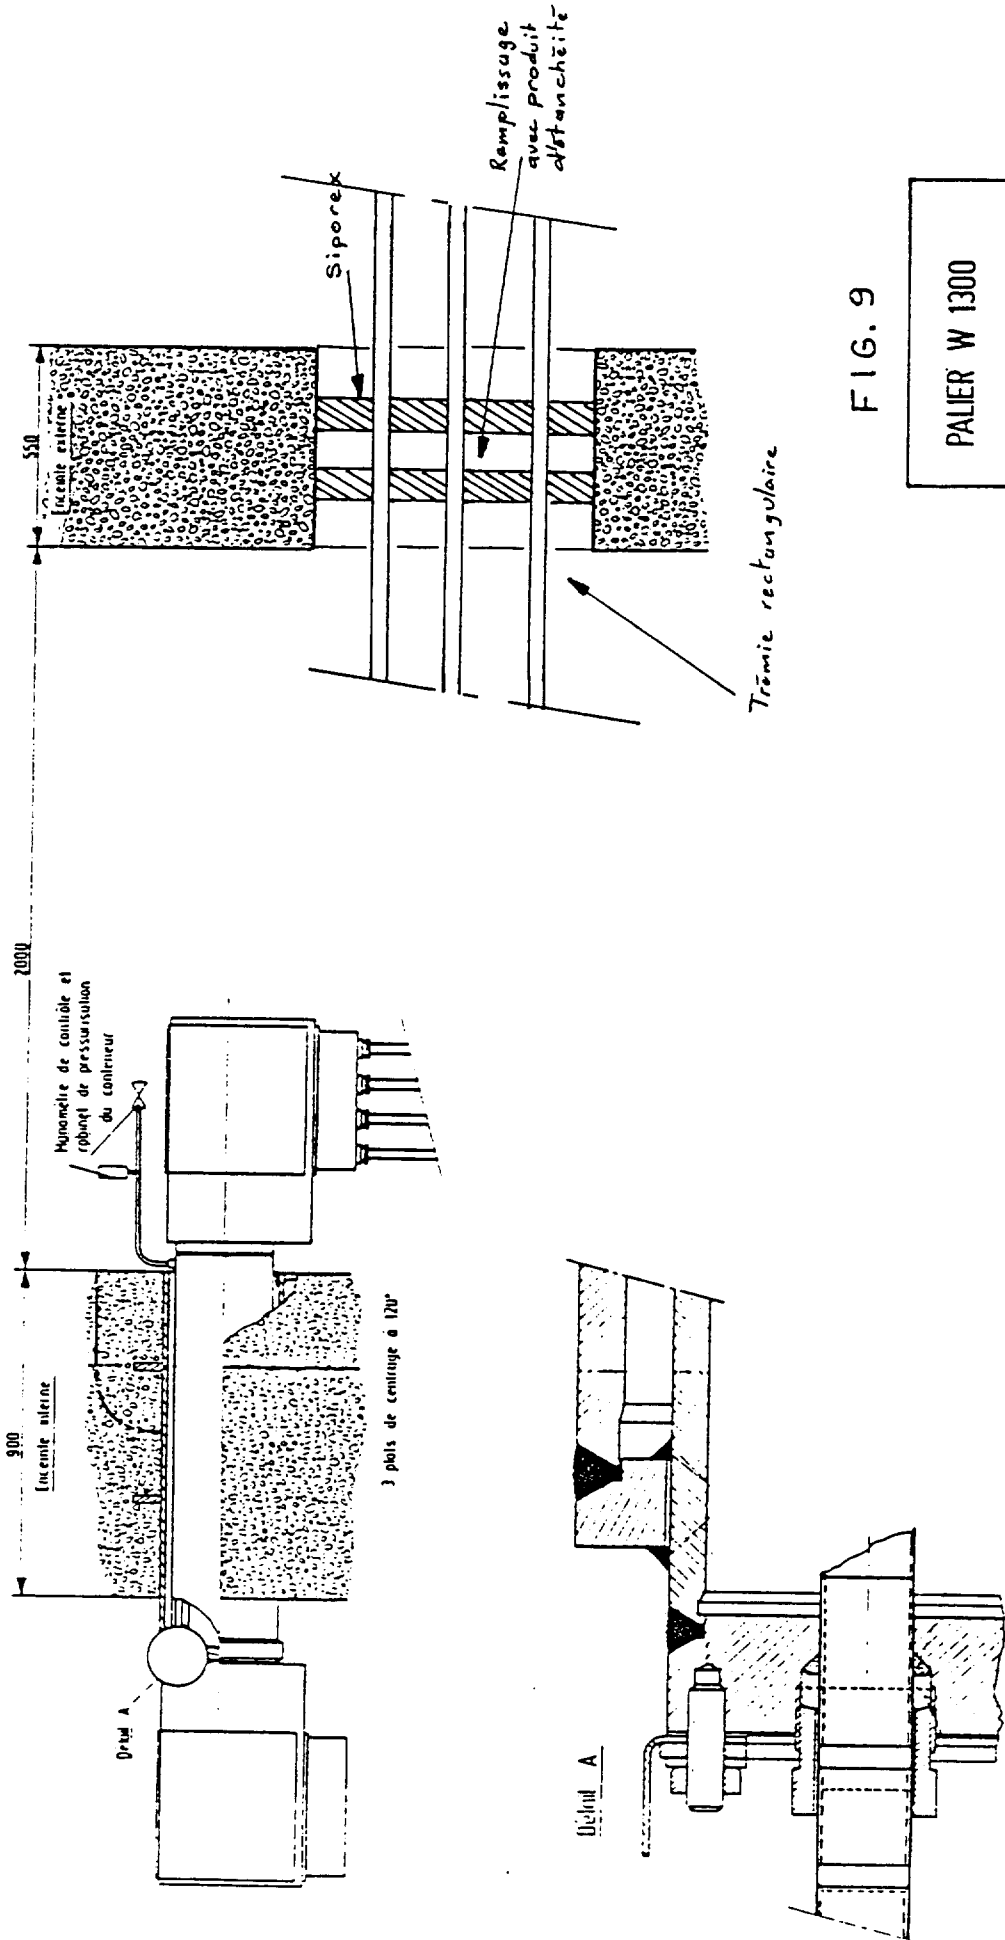 900
Enceinte interne
2000
550
Enceinte externe
Manomètre de contrôle et
robinet de pressurisation
du conteneur
Siporex
Ramplissage
avec produit
d'étanchéité
Détail A
3 plots de centrage à 120°
Trémie rectangulaire
Détail A
FIG. 9
PALIER W 1300